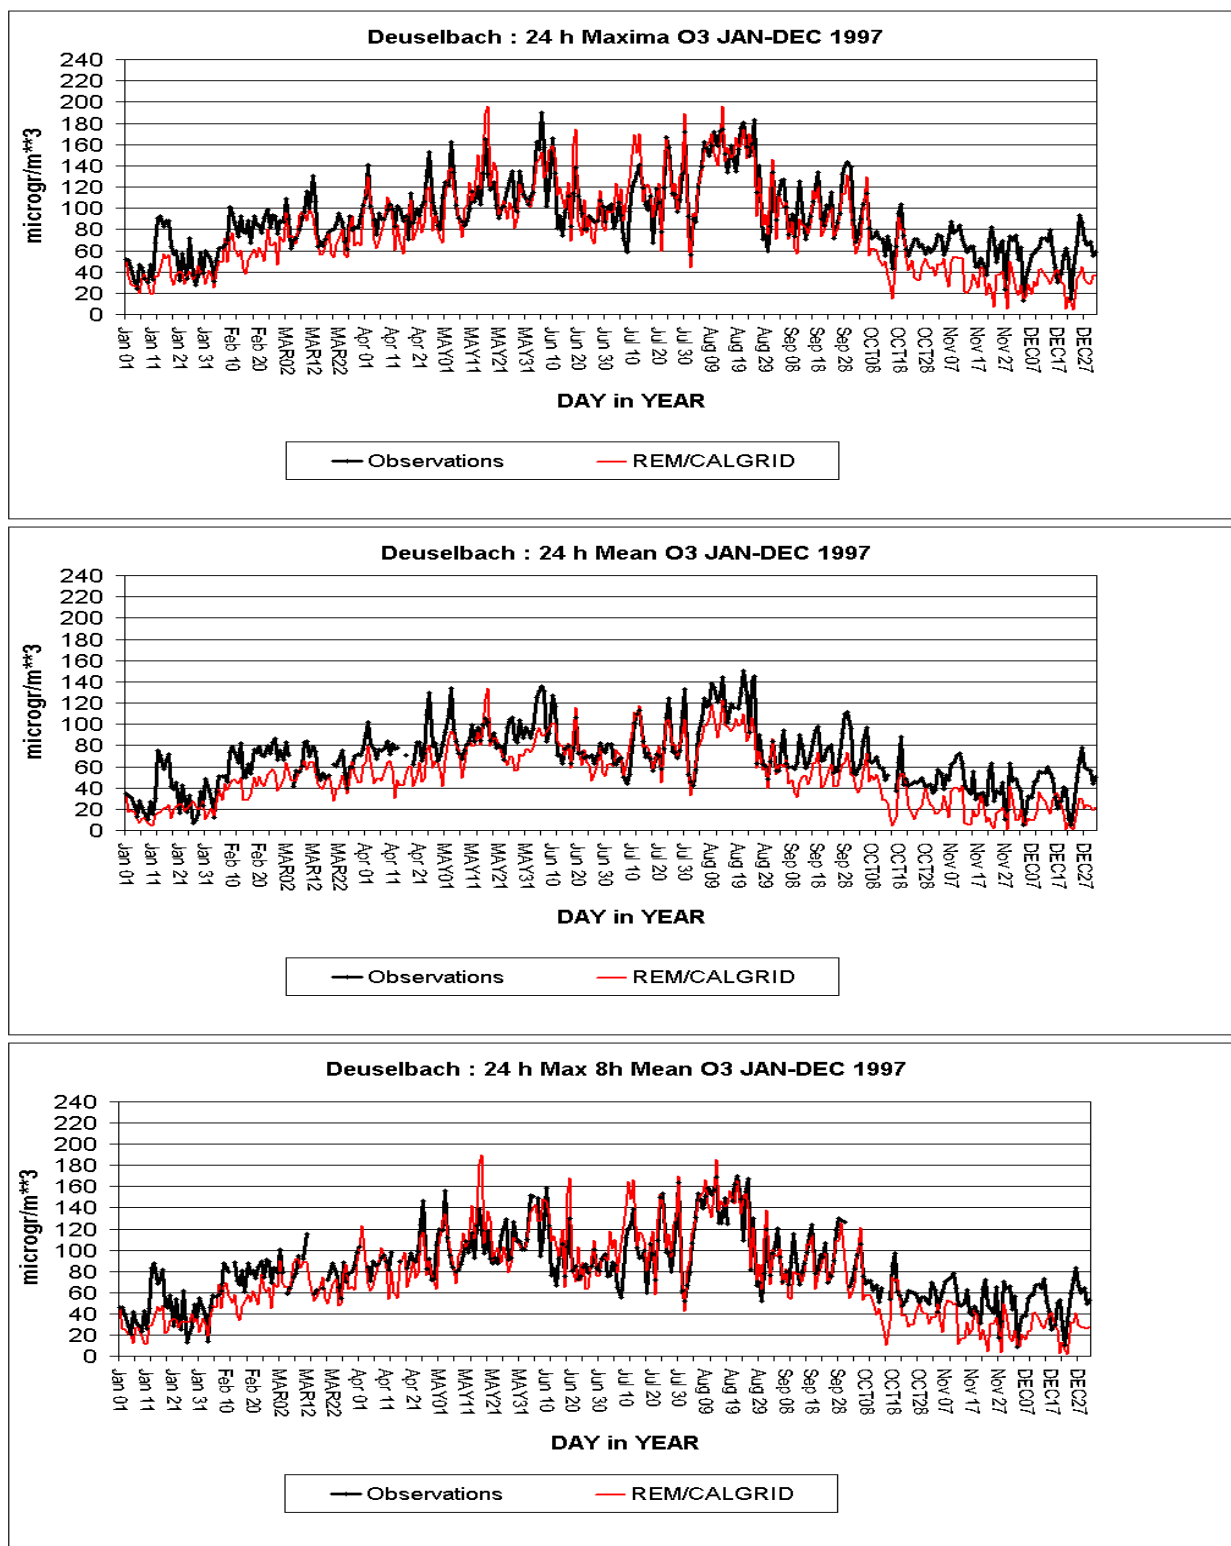 Deuselbach : 24 h Maxima O3 JAN-DEC 1997
240
220
200
180
160
140
120
100
80
60
40
20
0
microgr/m**3
Jan 01 Jan 11 Jan 21 Jan 31 Feb 10 Feb 20 MAR02 MAR12 MAR22 Apr 01 Apr 11 Apr 21 MAY01 MAY11 MAY21 MAY31 Jun 10 Jun 20 Jun 30 Jul 10 Jul 20 Jul 30 Aug 09 Aug 19 Aug 29 Sep 08 Sep 18 Sep 28 OCT08 OCT18 OCT28 Nov 07 Nov 17 Nov 27 DEC07 DEC17 DEC27
DAY in YEAR
Observations REM/CALGRID
Deuselbach : 24 h Mean O3 JAN-DEC 1997
240
220
200
180
160
140
120
100
80
60
40
20
0
microgr/m**3
Jan 01 Jan 11 Jan 21 Jan 31 Feb 10 Feb 20 MAR02 MAR12 MAR22 Apr 01 Apr 11 Apr 21 MAY01 MAY11 MAY21 MAY31 Jun 10 Jun 20 Jun 30 Jul 10 Jul 20 Jul 30 Aug 09 Aug 19 Aug 29 Sep 08 Sep 18 Sep 28 OCT08 OCT18 OCT28 Nov 07 Nov 17 Nov 27 DEC07 DEC17 DEC27
DAY in YEAR
Observations REM/CALGRID
Deuselbach : 24 h Max 8h Mean O3 JAN-DEC 1997
240
220
200
180
160
140
120
100
80
60
40
20
0
microgr/m**3
Jan 01 Jan 11 Jan 21 Jan 31 Feb 10 Feb 20 MAR02 MAR12 MAR22 Apr 01 Apr 11 Apr 21 MAY01 MAY11 MAY21 MAY31 Jun 10 Jun 20 Jun 30 Jul 10 Jul 20 Jul 30 Aug 09 Aug 19 Aug 29 Sep 08 Sep 18 Sep 28 OCT08 OCT18 OCT28 Nov 07 Nov 17 Nov 27 DEC07 DEC17 DEC27
DAY in YEAR
Observations REM/CALGRID